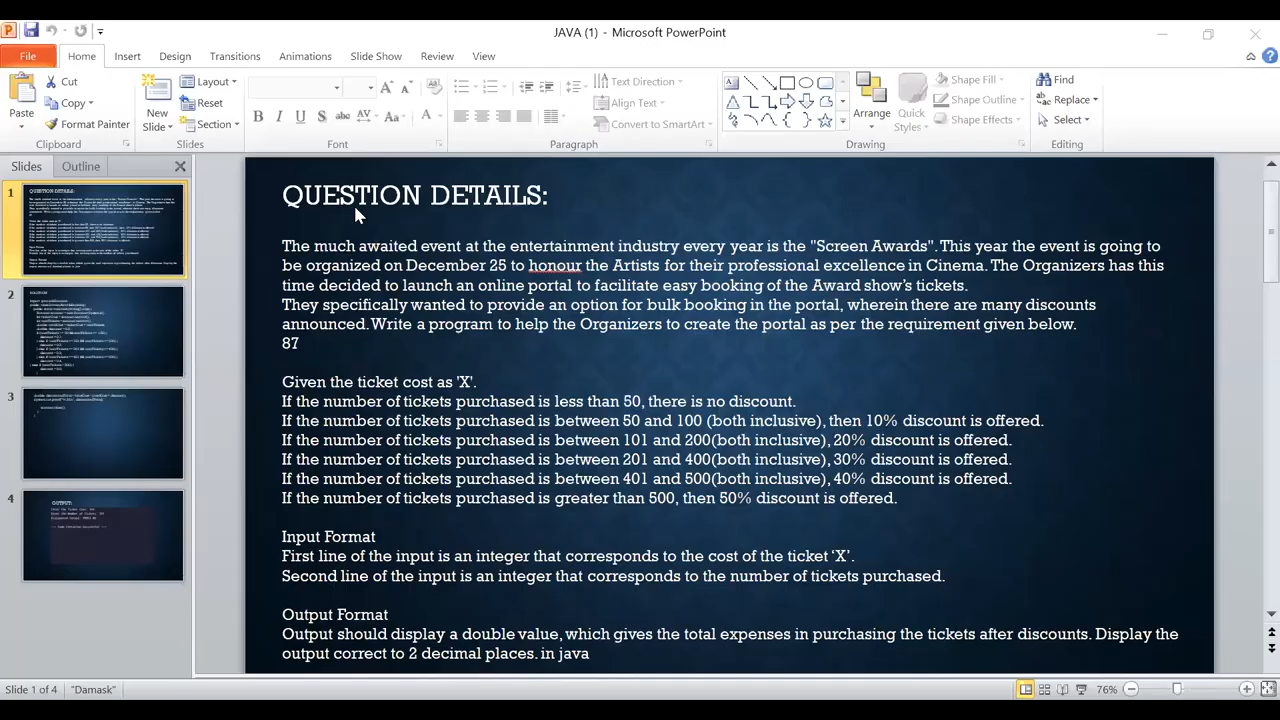 JAVA (1) - Microsoft PowerPoint
File Home Insert Design Transitions Animations Slide Show Review View
Paste
Cut
Copy
Format Painter
Clipboard
New
Slide
Layout
Reset
Section
Slides
B I U S abc AV Aa A
Font
Text Direction
Align Text
Convert to SmartArt
Paragraph
Arrange
Quick
Styles
Shape Fill
Shape Outline
Shape Effects
Drawing
Find
Replace
Select
Editing
Slides Outline
1
2
3
4
QUESTION DETAILS:
OUTPUT:
QUESTION DETAILS:
The much awaited event at the entertainment industry every year is the "Screen Awards". This year the event is going to
be organized on December 25 to honour the Artists for their professional excellence in Cinema. The Organizers has this
time decided to launch an online portal to facilitate easy booking of the Award show's tickets.
They specifically wanted to provide an option for bulk booking in the portal, wherein there are many discounts
announced. Write a program to help the Organizers to create the portal as per the requirement given below.
87
Given the ticket cost as 'X'.
If the number of tickets purchased is less than 50, there is no discount.
If the number of tickets purchased is between 50 and 100 (both inclusive), then 10% discount is offered.
If the number of tickets purchased is between 101 and 200(both inclusive), 20% discount is offered.
If the number of tickets purchased is between 201 and 400(both inclusive), 30% discount is offered.
If the number of tickets purchased is between 401 and 500(both inclusive), 40% discount is offered.
If the number of tickets purchased is greater than 500, then 50% discount is offered.
Input Format
First line of the input is an integer that corresponds to the cost of the ticket ‘X’.
Second line of the input is an integer that corresponds to the number of tickets purchased.
Output Format
Output should display a double value, which gives the total expenses in purchasing the tickets after discounts. Display the
output correct to 2 decimal places. in java
Slide 1 of 4 "Damask" 76%